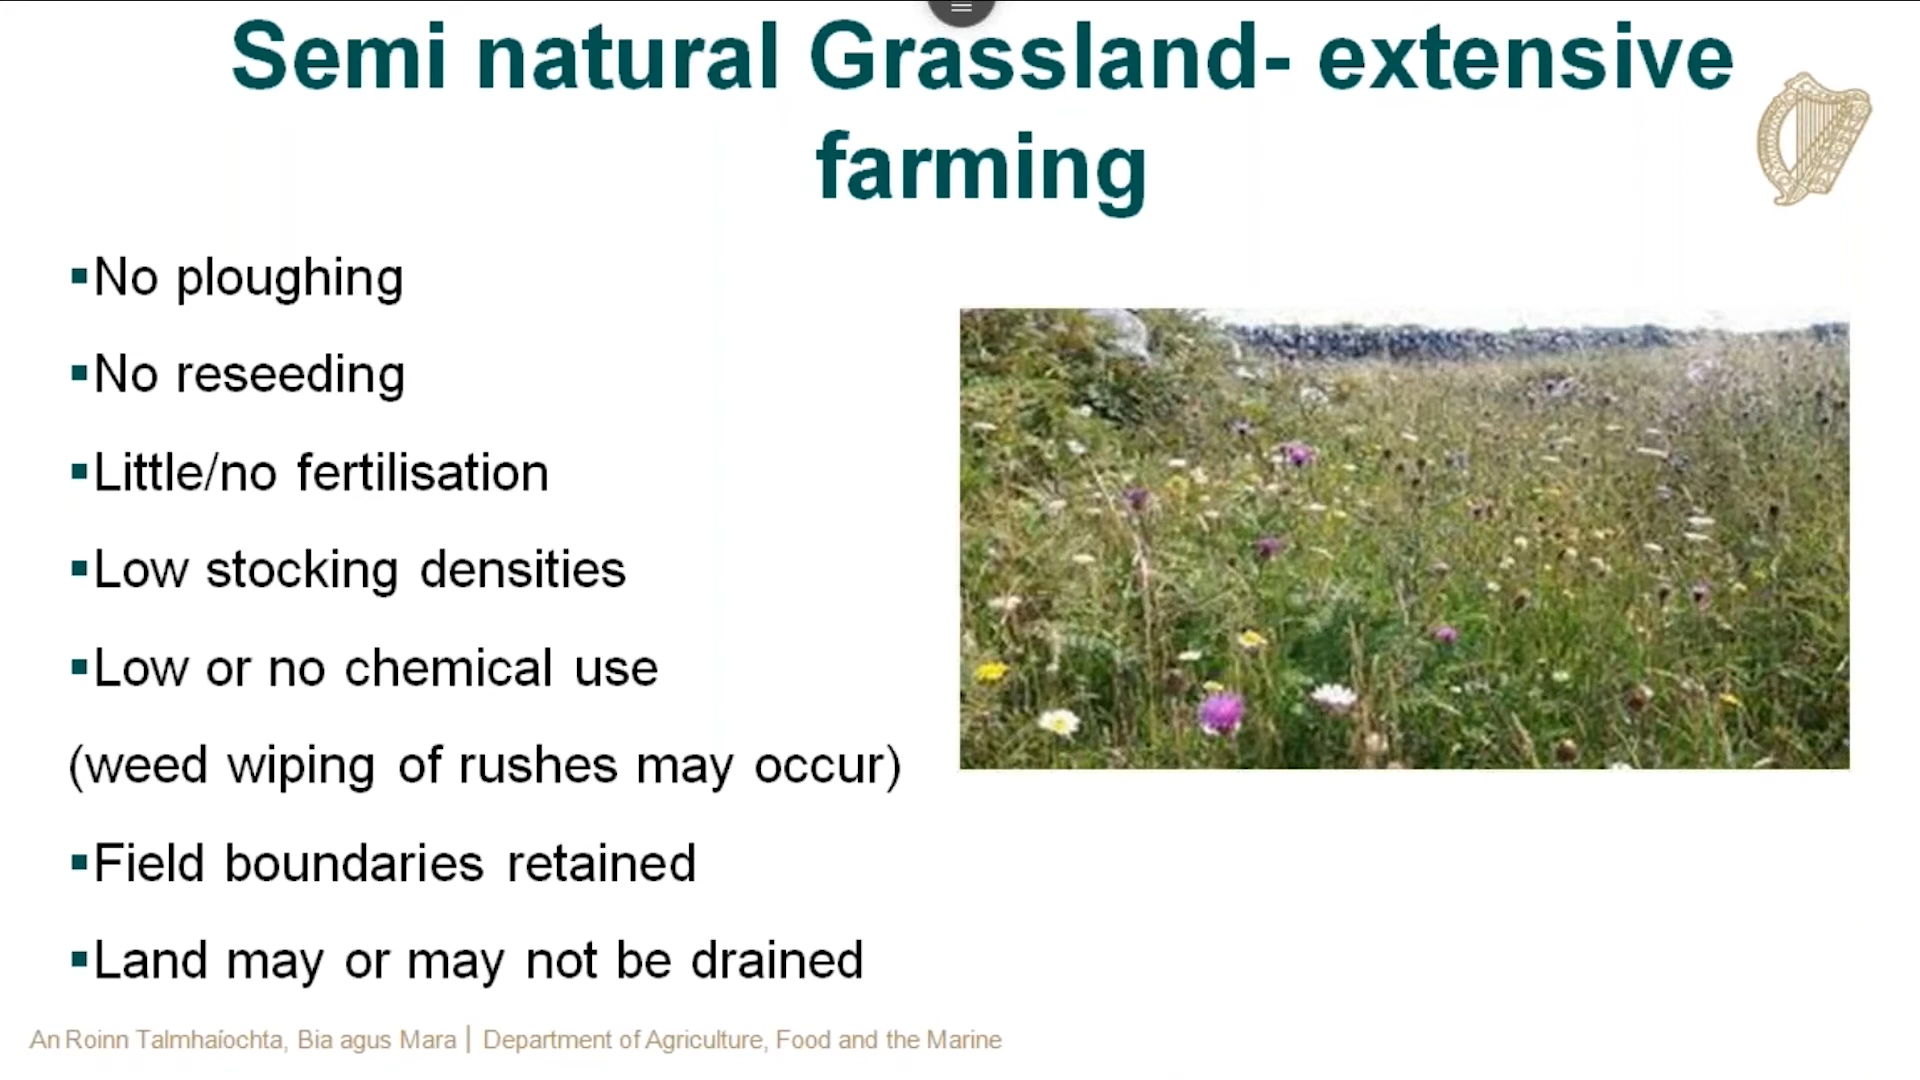 Semi natural Grassland- extensive
farming
▪No ploughing
▪No reseeding
▪Little/no fertilisation
▪Low stocking densities
▪Low or no chemical use
(weed wiping of rushes may occur)
▪Field boundaries retained
▪Land may or may not be drained
An Roinn Talmhaíochta, Bia agus Mara | Department of Agriculture, Food and the Marine